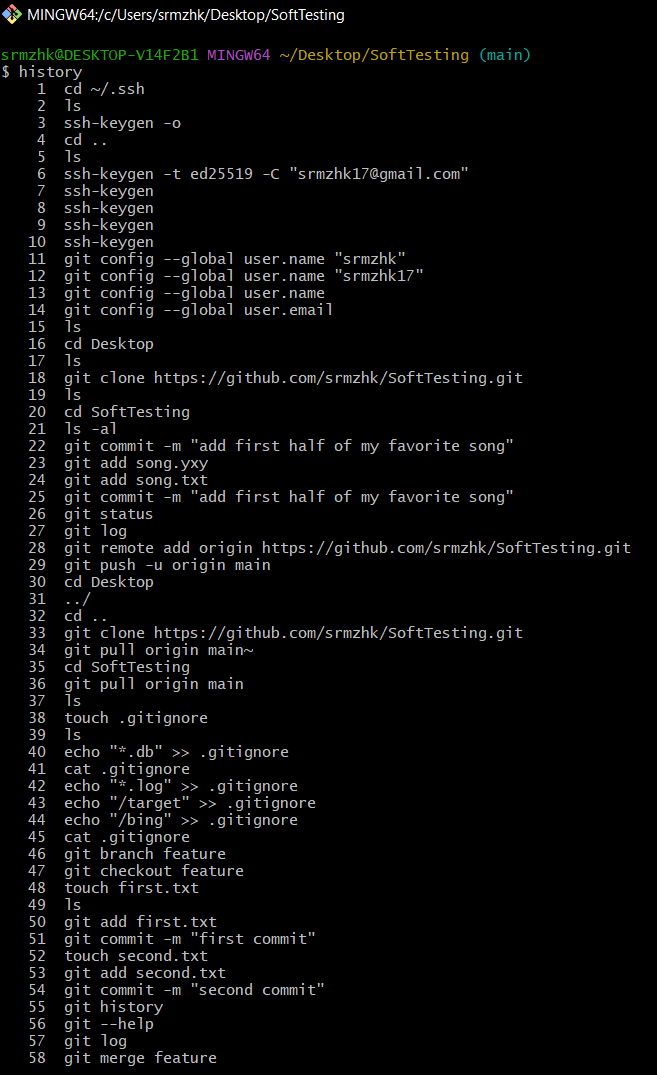 MINGW64:/c/Users/srmzhk/Desktop/SoftTesting
srmzhk@DESKTOP-V14F2B1 MINGW64 ~/Desktop/SoftTesting (main)
$ history
1 cd ~/.ssh
2 ls
3 ssh-keygen -o
4 cd ..
5 ls
6 ssh-keygen -t ed25519 -C "srmzhk17@gmail.com"
7 ssh-keygen
8 ssh-keygen
9 ssh-keygen
10 ssh-keygen
11 git config --global user.name "srmzhk"
12 git config --global user.name "srmzhk17"
13 git config --global user.name
14 git config --global user.email
15 ls
16 cd Desktop
17 ls
18 git clone https://github.com/srmzhk/SoftTesting.git
19 ls
20 cd SoftTesting
21 ls -al
22 git commit -m "add first half of my favorite song"
23 git add song.yxy
24 git add song.txt
25 git commit -m "add first half of my favorite song"
26 git status
27 git log
28 git remote add origin https://github.com/srmzhk/SoftTesting.git
29 git push -u origin main
30 cd Desktop
31 ../
32 cd ..
33 git clone https://github.com/srmzhk/SoftTesting.git
34 git pull origin main~
35 cd SoftTesting
36 git pull origin main
37 ls
38 touch .gitignore
39 ls
40 echo "*.db" >> .gitignore
41 cat .gitignore
42 echo "*.log" >> .gitignore
43 echo "/target" >> .gitignore
44 echo "/bing" >> .gitignore
45 cat .gitignore
46 git branch feature
47 git checkout feature
48 touch first.txt
49 ls
50 git add first.txt
51 git commit -m "first commit"
52 touch second.txt
53 git add second.txt
54 git commit -m "second commit"
55 git history
56 git --help
57 git log
58 git merge feature